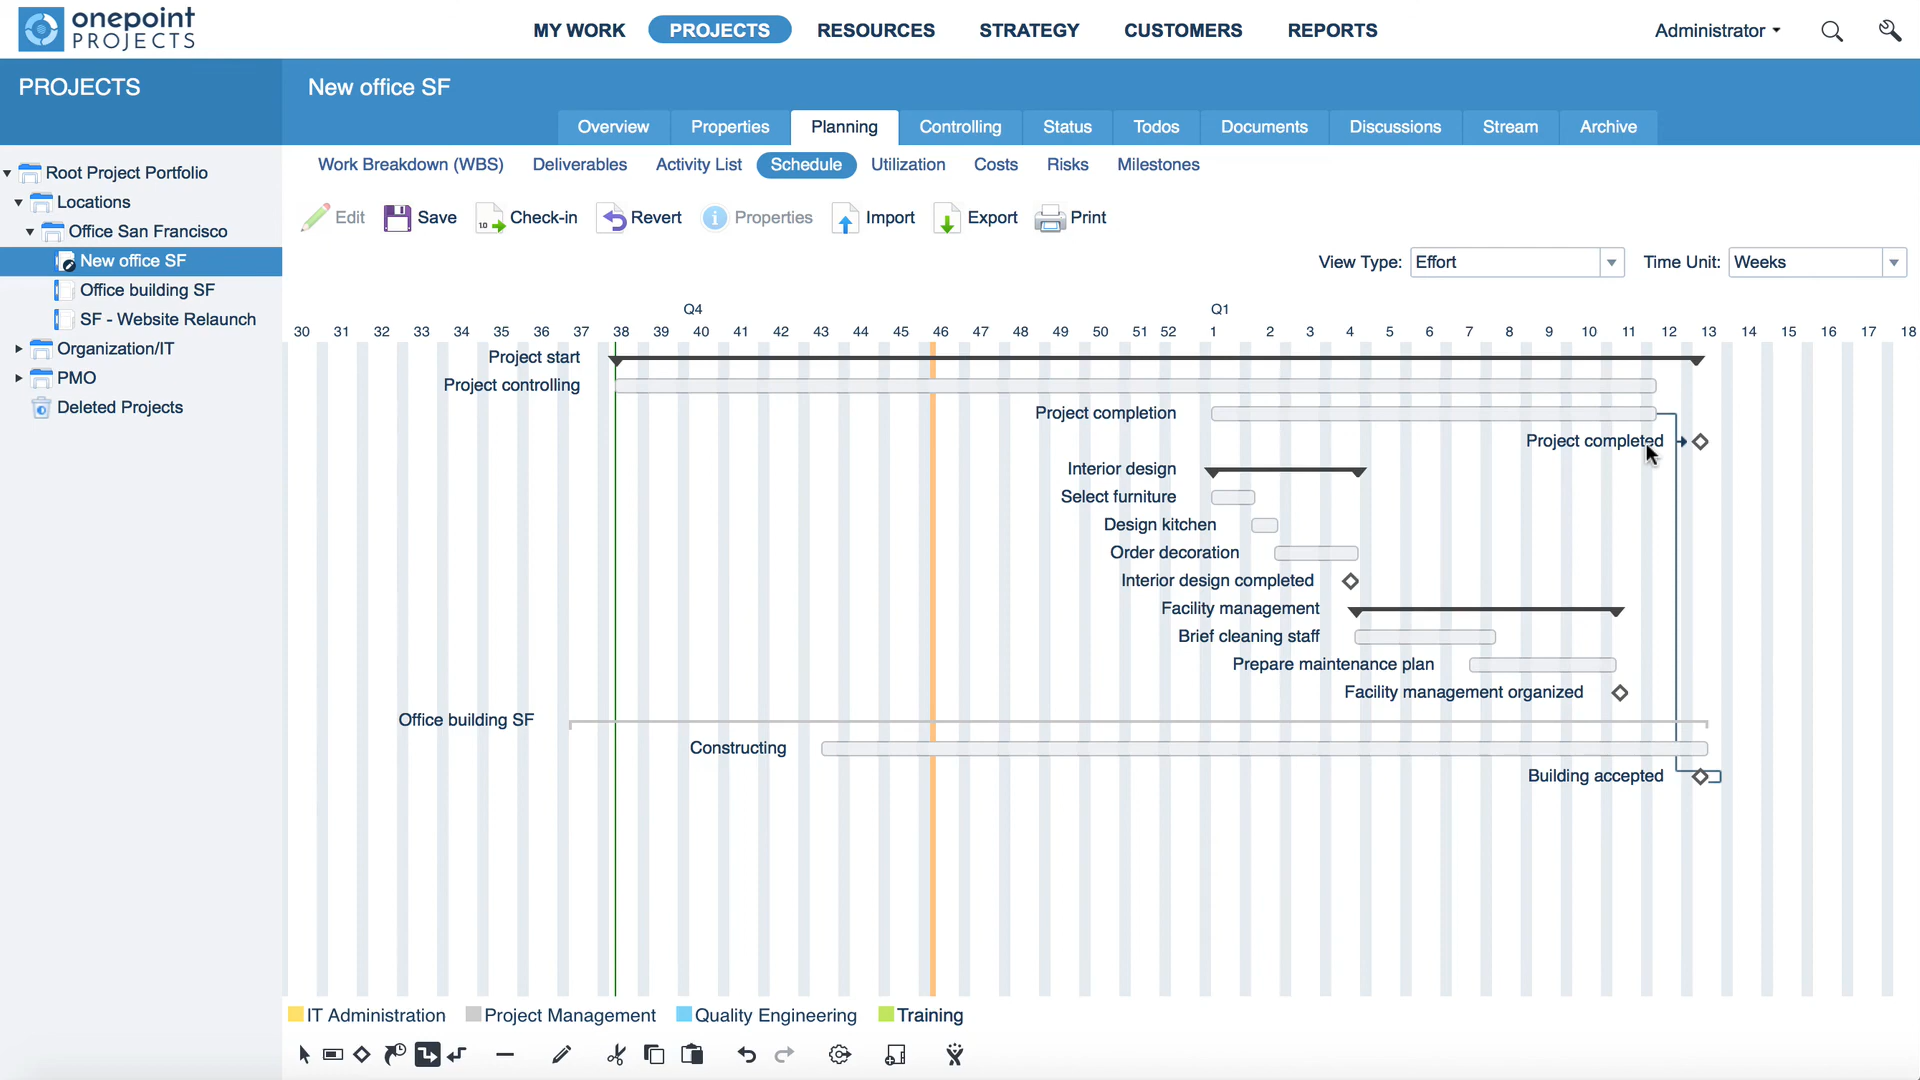 onepoint
PROJECTS
MY WORK PROJECTS RESOURCES STRATEGY CUSTOMERS REPORTS
Administrator
PROJECTS
New office SF
Overview Properties Planning Controlling Status Todos Documents Discussions Stream Archive
Work Breakdown (WBS) Deliverables Activity List Schedule Utilization Costs Risks Milestones
Root Project Portfolio
Locations
Office San Francisco
New office SF
Office building SF
SF - Website Relaunch
Organization/IT
PMO
Deleted Projects
Edit Save 1.0 Check-in Revert Properties Import Export Print
View Type: Effort Time Unit: Weeks
Q4 Q1
30 31 32 33 34 35 36 37 38 39 40 41 42 43 44 45 46 47 48 49 50 51 52 1 2 3 4 5 6 7 8 9 10 11 12 13 14 15 16 17 18
Project start
Project controlling
Project completion
Project completed
Interior design
Select furniture
Design kitchen
Order decoration
Interior design completed
Facility management
Brief cleaning staff
Prepare maintenance plan
Facility management organized
Office building SF
Constructing
Building accepted
IT Administration Project Management Quality Engineering Training